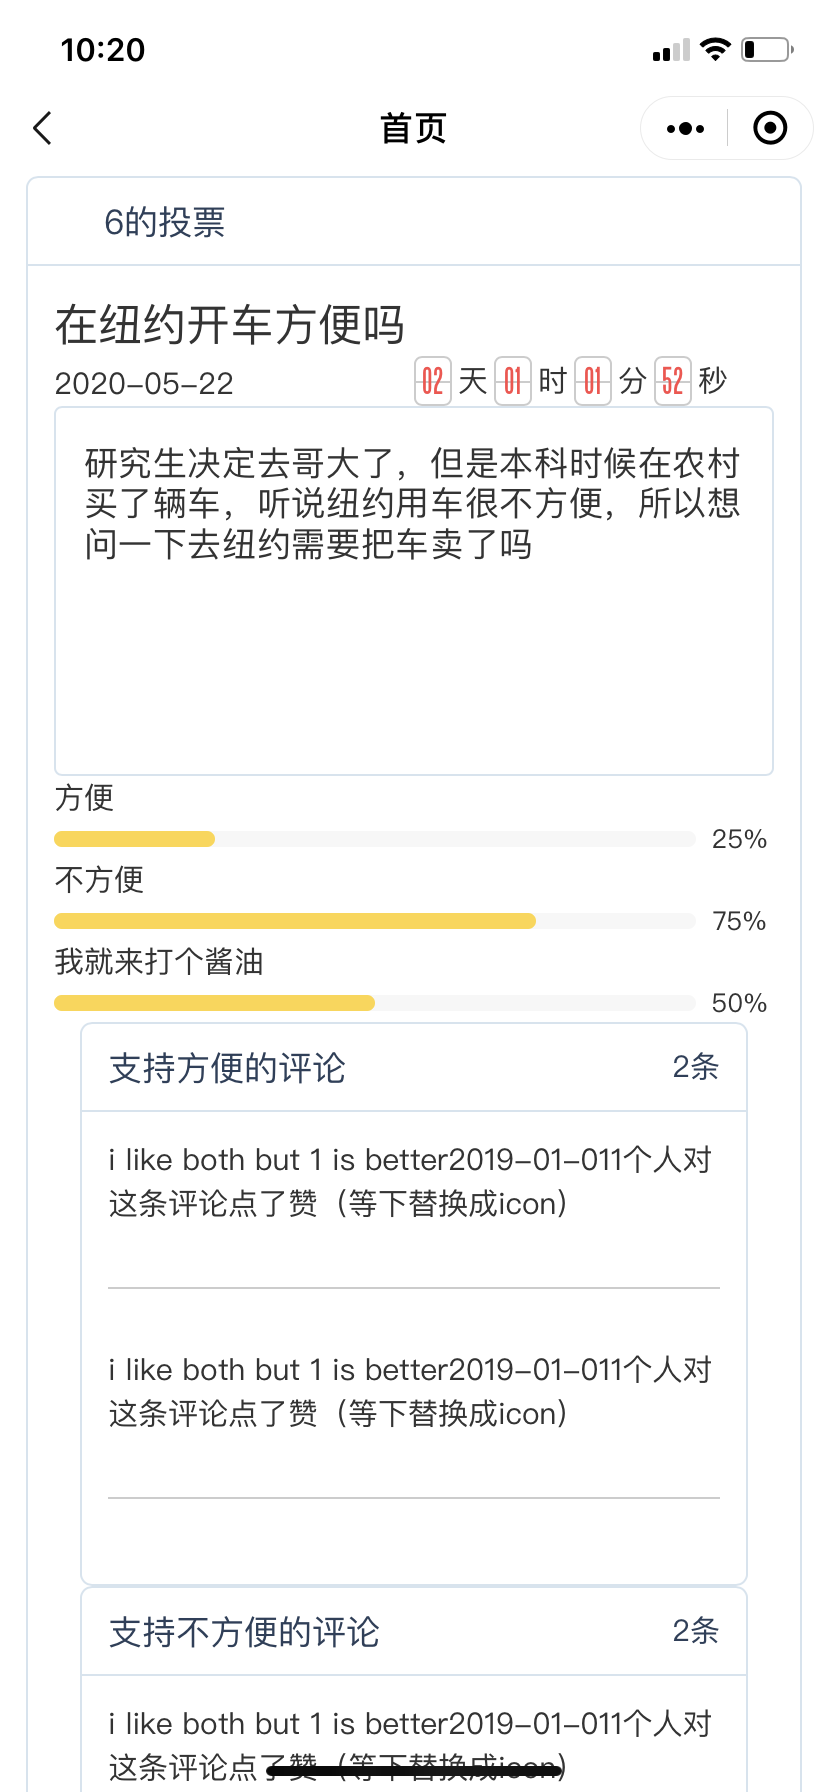 10:20
首页
6的投票
在纽约开车方便吗
2020-05-22 02天01时01分52秒
研究生决定去哥大了，但是本科时候在农村
买了辆车，听说纽约用车很不方便，所以想
问一下去纽约需要把车卖了吗
方便
25%
不方便
75%
我就来打个酱油
50%
支持方便的评论 2条
i like both but 1 is better2019-01-011个人对
这条评论点了赞（等下替换成icon）
i like both but 1 is better2019-01-011个人对
这条评论点了赞（等下替换成icon）
支持不方便的评论 2条
i like both but 1 is better2019-01-011个人对
这条评论点了赞（等下替换成icon）